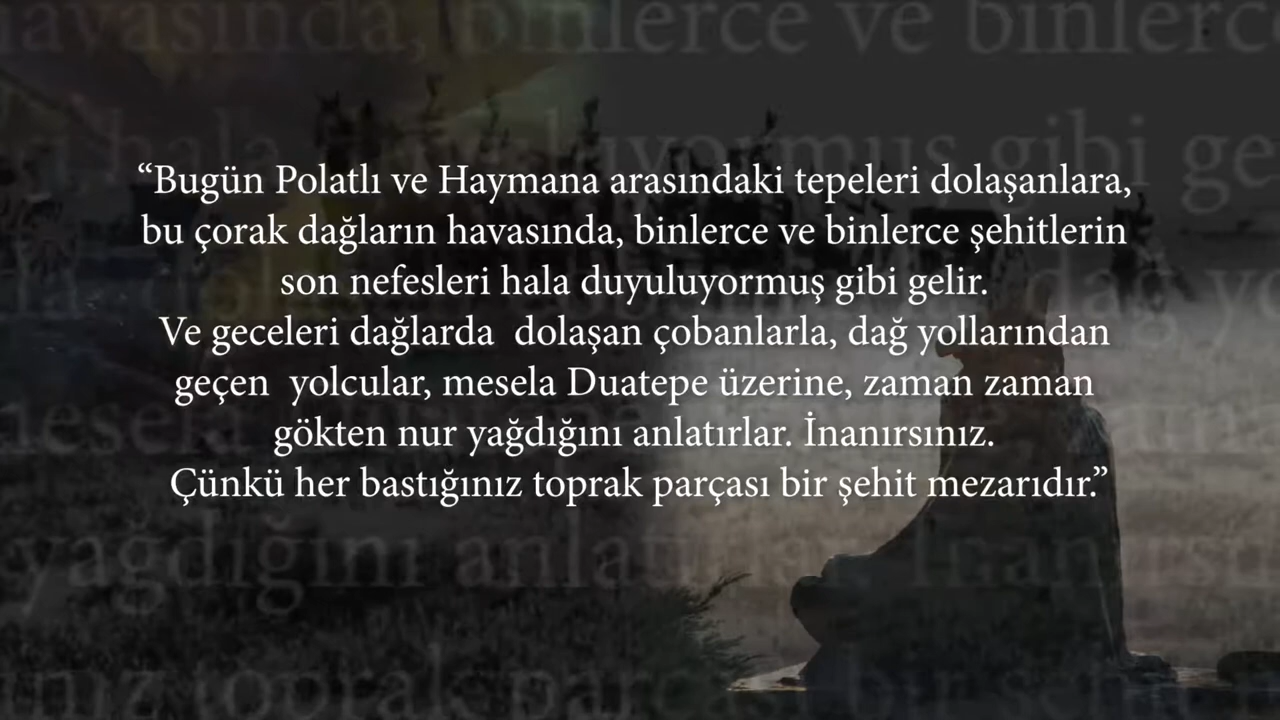 “Bugün Polatlı ve Haymana arasındaki tepeleri dolaşanlara,
bu çorak dağların havasında, binlerce ve binlerce şehitlerin
son nefesleri hala duyuluyormuş gibi gelir.
Ve geceleri dağlarda dolaşan çobanlarla, dağ yollarından
geçen yolcular, mesela Duatepe üzerine, zaman zaman
gökten nur yağdığını anlatırlar. İnanırsınız.
Çünkü her bastığınız toprak parçası bir şehit mezarıdır.”